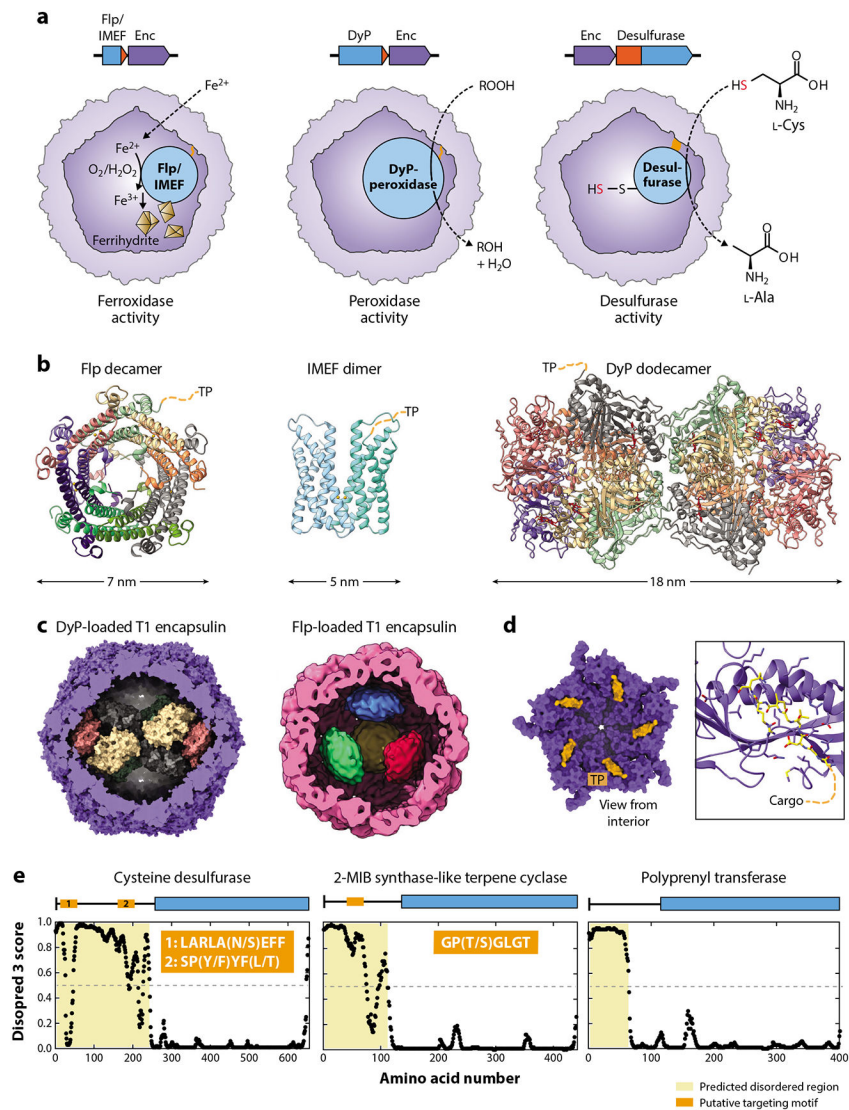 a
Flp/
IMEF Enc
DyP Enc
Enc Desulfurase
Fe2+
Fe2+
O2/H2O2
Fe3+
Flp/
IMEF
Ferrihydrite
Ferroxidase
activity
ROOH
DyP-
peroxidase
ROH
+ H2O
Peroxidase
activity
HS
O
OH
NH2
L-Cys
Desul-
furase
HS S
O
OH
NH2
L-Ala
Desulfurase
activity
b
Flp decamer
TP
7 nm
IMEF dimer
TP
5 nm
TP
DyP dodecamer
18 nm
c
DyP-loaded T1 encapsulin
Flp-loaded T1 encapsulin
d
TP
View from
interior
Cargo
e
Cysteine desulfurase
1 2
1: LARLA(N/S)EFF
2: SP(Y/F)YF(L/T)
2-MIB synthase-like terpene cyclase
GP(T/S)GLGT
Polyprenyl transferase
Disopred 3 score
1.0
0.8
0.6
0.4
0.2
0.0
0 100 200 300 400 500 600
0 100 200 300 400
0 100 200 300 400
Amino acid number
Predicted disordered region
Putative targeting motif